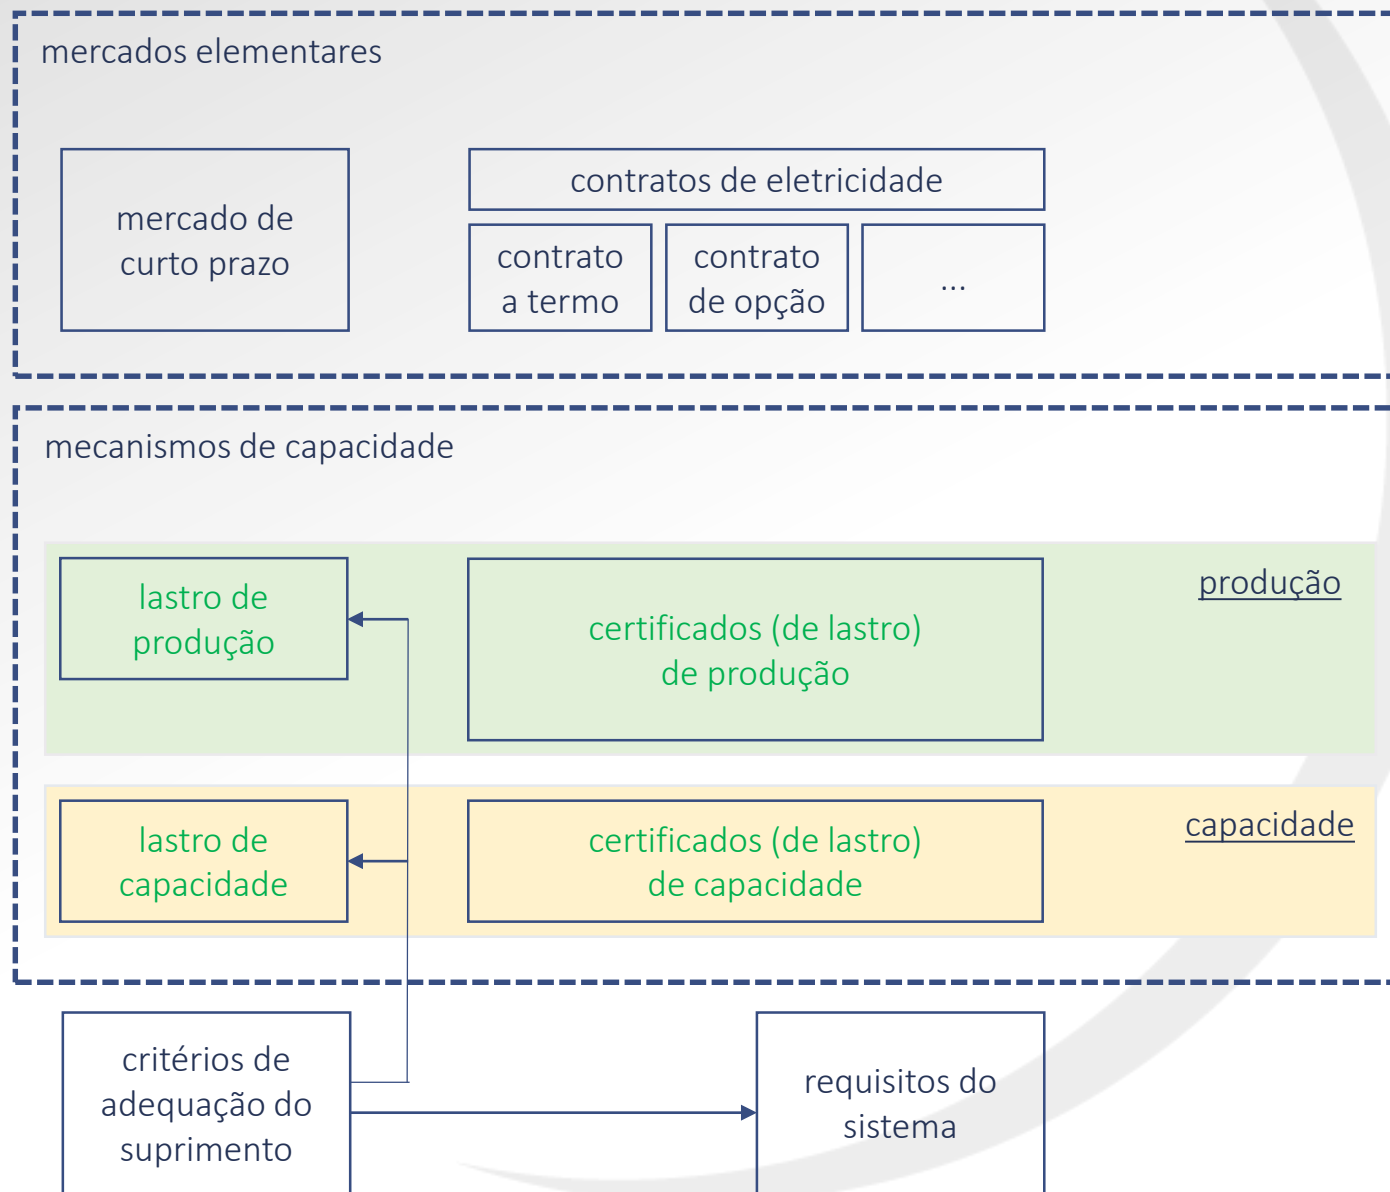 mercados elementares
mercado de
curto prazo
contratos de eletricidade
contrato
a termo
contrato
de opção
...
mecanismos de capacidade
lastro de
produção
certificados (de lastro)
de produção
produção
lastro de
capacidade
certificados (de lastro)
de capacidade
capacidade
critérios de
adequação do
suprimento
requisitos do
sistema